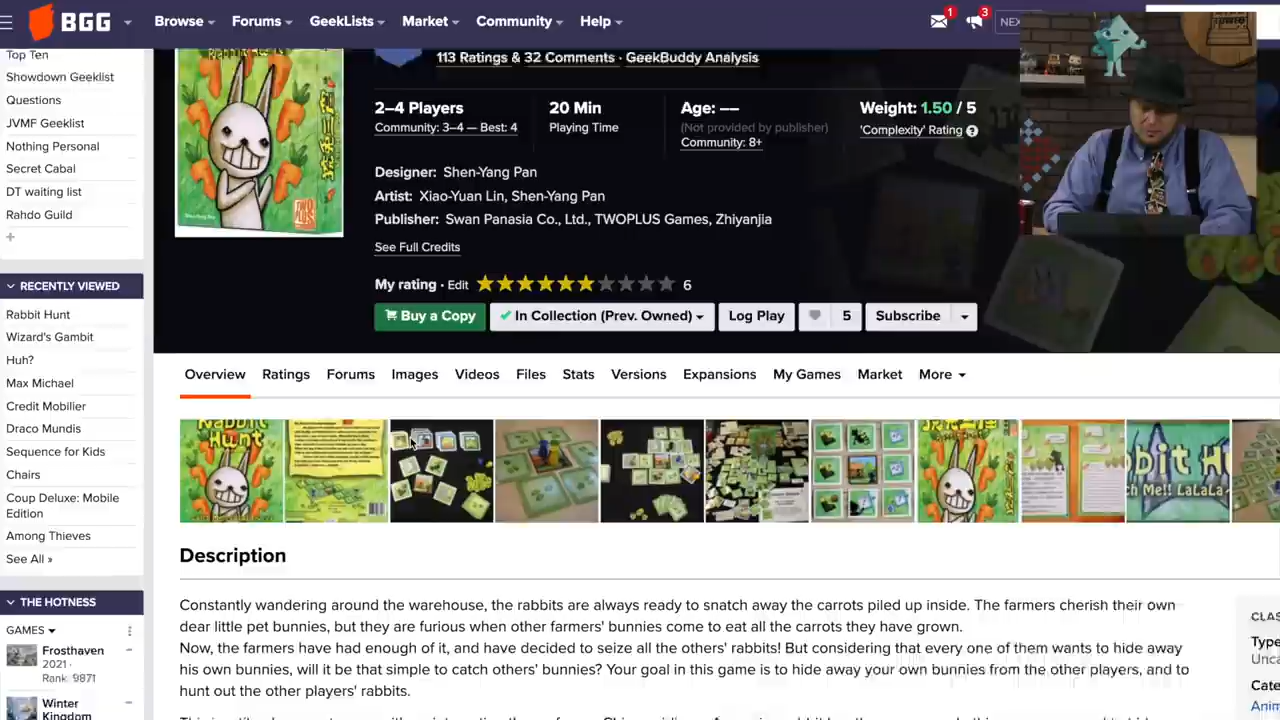 BGG
Browse
Forums
GeekLists
Market
Community
Help
1
3
Top Ten
Showdown Geeklist
Questions
JVMF Geeklist
Nothing Personal
Secret Cabal
DT waiting list
Rahdo Guild
+
RECENTLY VIEWED
Rabbit Hunt
Wizard's Gambit
Huh?
Max Michael
Credit Mobilier
Draco Mundis
Sequence for Kids
Chairs
Coup Deluxe: Mobile
Edition
Among Thieves
See All »
THE HOTNESS
GAMES
Frosthaven
2021
Rank: 9871
Winter
Kingdom
113 Ratings & 32 Comments · GeekBuddy Analysis
2–4 Players
Community: 3–4 — Best: 4
20 Min
Playing Time
Age: ––
(Not provided by publisher)
Community: 8+
Weight: 1.50 / 5
'Complexity' Rating
Designer: Shen-Yang Pan
Artist: Xiao-Yuan Lin, Shen-Yang Pan
Publisher: Swan Panasia Co., Ltd., TWOPLUS Games, Zhiyanjia
See Full Credits
My rating · Edit
6
Buy a Copy
In Collection (Prev. Owned)
Log Play
5
Subscribe
Overview
Ratings
Forums
Images
Videos
Files
Stats
Versions
Expansions
My Games
Market
More
Rabbit
Hunt
Description
Constantly wandering around the warehouse, the rabbits are always ready to snatch away the carrots piled up inside. The farmers cherish their own
dear little pet bunnies, but they are furious when other farmers' bunnies come to eat all the carrots they have grown.
Now, the farmers have had enough of it, and have decided to seize all the others' rabbits! But considering that every one of them wants to hide away
his own bunnies, will it be that simple to catch others' bunnies? Your goal in this game is to hide away your own bunnies from the other players, and to
hunt out the other players' rabbits.